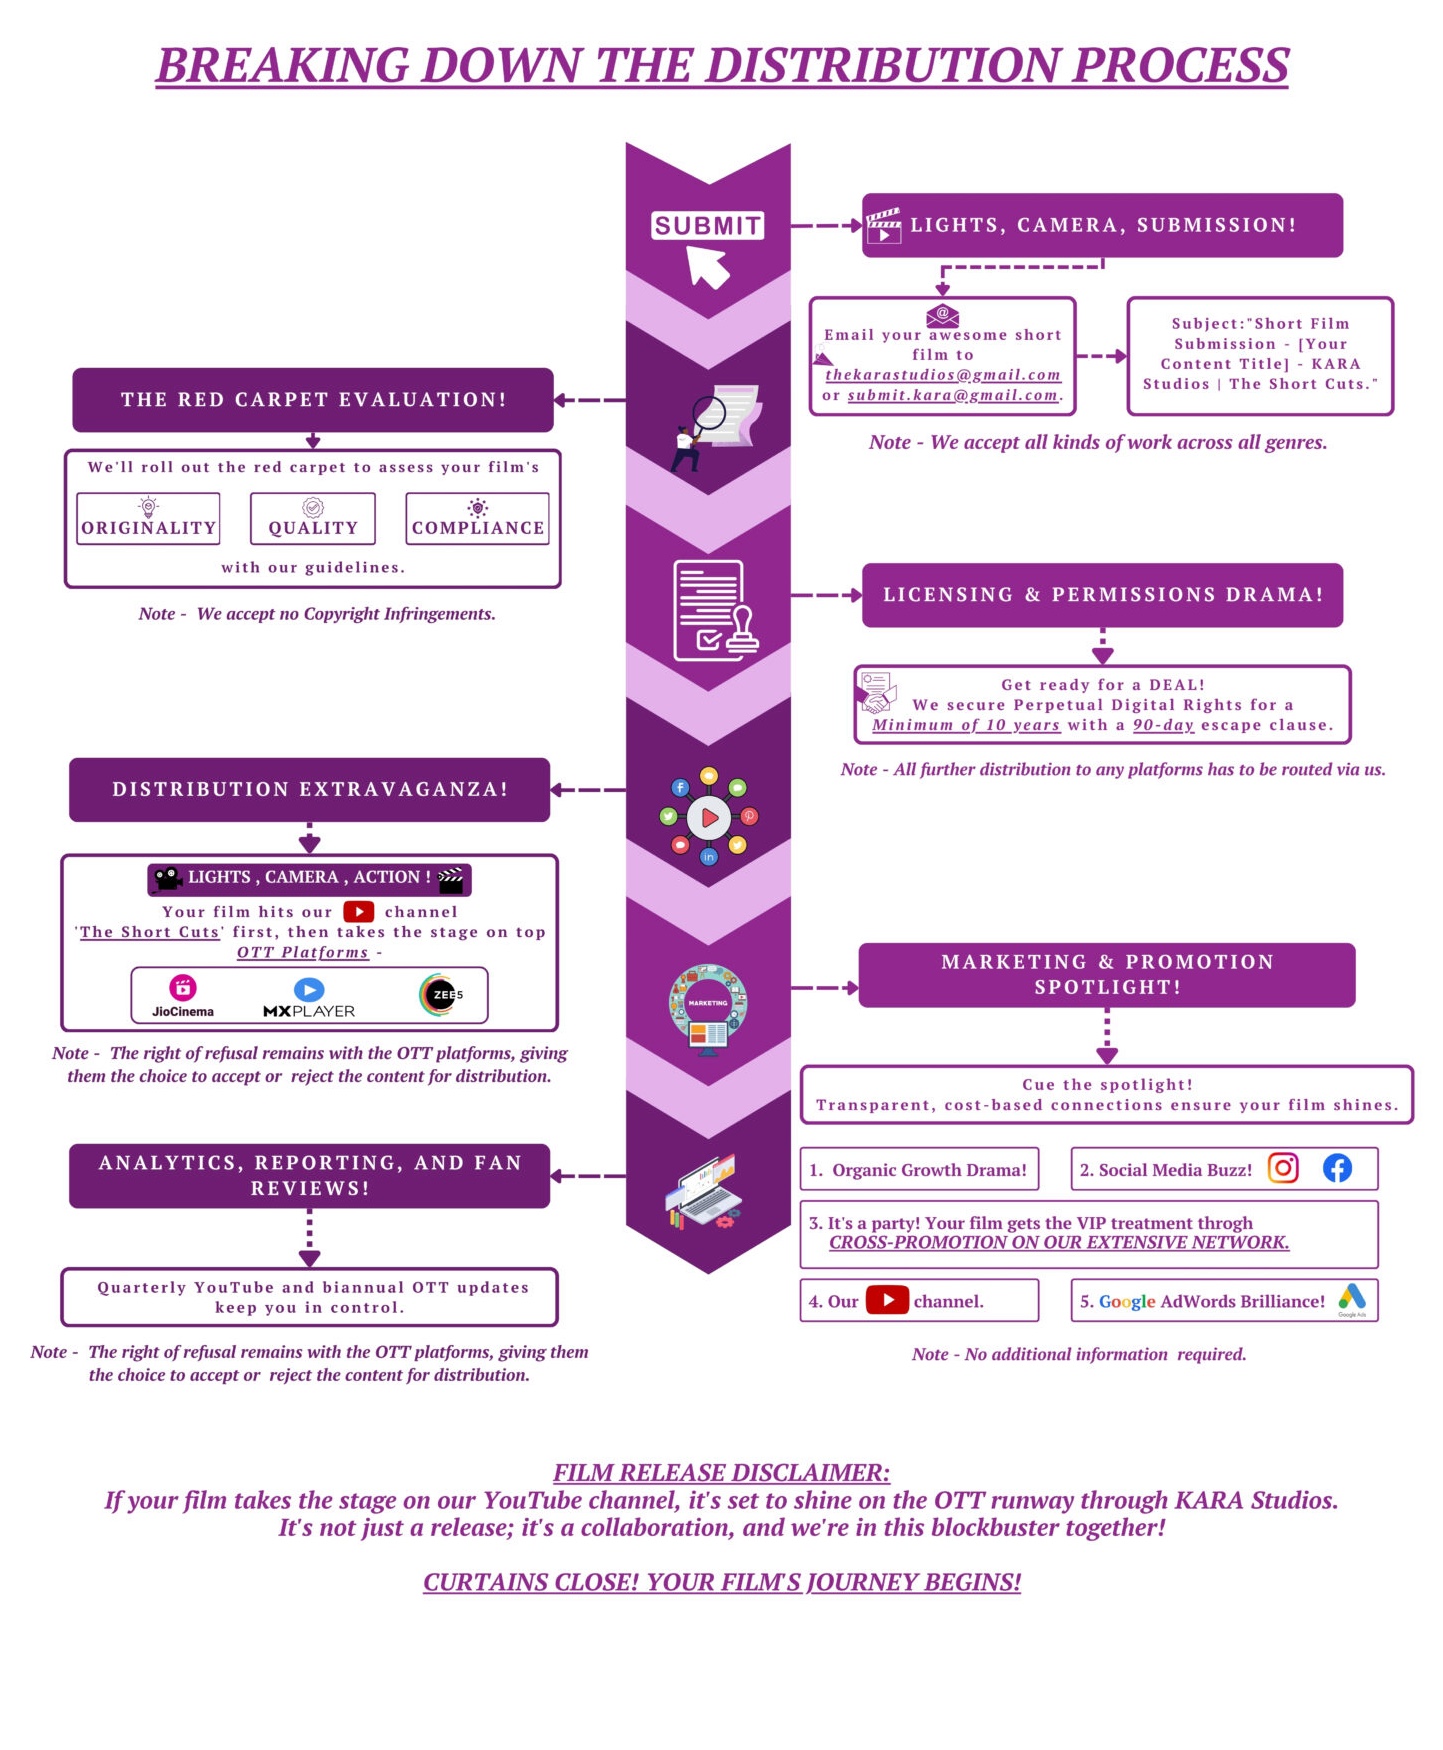 BREAKING DOWN THE DISTRIBUTION PROCESS
SUBMIT
LIGHTS, CAMERA, SUBMISSION!
Email your awesome short
film to
thekarastudios@gmail.com
or submit.kara@gmail.com.
Subject:"Short Film
Submission - [Your
Content Title] - KARA
Studios | The Short Cuts."
Note - We accept all kinds of work across all genres.
THE RED CARPET EVALUATION!
We'll roll out the red carpet to assess your film's
ORIGINALITY
QUALITY
COMPLIANCE
with our guidelines.
Note - We accept no Copyright Infringements.
LICENSING & PERMISSIONS DRAMA!
Get ready for a DEAL!
We secure Perpetual Digital Rights for a
Minimum of 10 years with a 90-day escape clause.
Note - All further distribution to any platforms has to be routed via us.
DISTRIBUTION EXTRAVAGANZA!
LIGHTS , CAMERA , ACTION !
Your film hits our channel
'The Short Cuts' first, then takes the stage on top
OTT Platforms -
JioCinema
MXPLAYER
ZEE5
Note - The right of refusal remains with the OTT platforms, giving
them the choice to accept or reject the content for distribution.
MARKETING
MARKETING & PROMOTION
SPOTLIGHT!
Cue the spotlight!
Transparent, cost-based connections ensure your film shines.
1. Organic Growth Drama!
2. Social Media Buzz!
3. It's a party! Your film gets the VIP treatment throgh
CROSS-PROMOTION ON OUR EXTENSIVE NETWORK.
4. Our channel.
5. Google AdWords Brilliance!
Google Ads
Note - No additional information required.
ANALYTICS, REPORTING, AND FAN
REVIEWS!
Quarterly YouTube and biannual OTT updates
keep you in control.
Note - The right of refusal remains with the OTT platforms, giving them
the choice to accept or reject the content for distribution.
FILM RELEASE DISCLAIMER:
If your film takes the stage on our YouTube channel, it's set to shine on the OTT runway through KARA Studios.
It's not just a release; it's a collaboration, and we're in this blockbuster together!
CURTAINS CLOSE! YOUR FILM'S JOURNEY BEGINS!